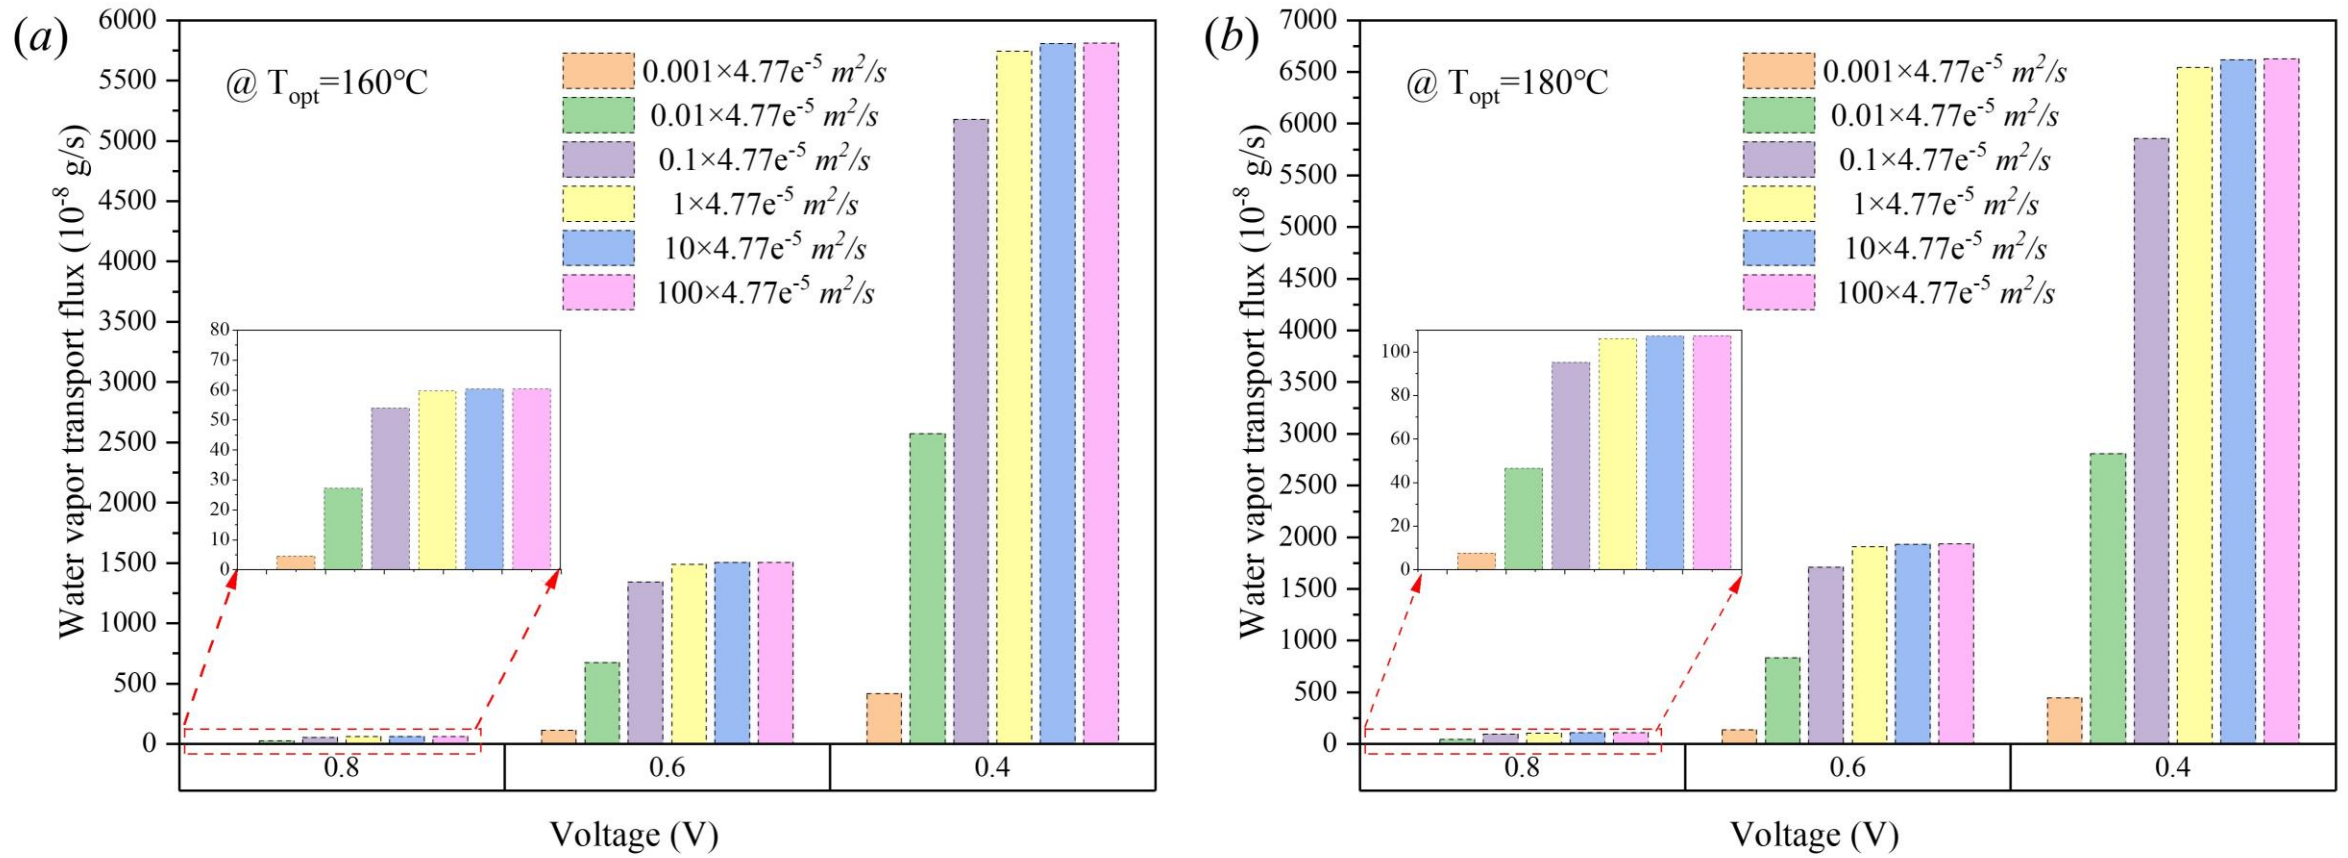 (a)
Water vapor transport flux (10⁻⁸ g/s)
6000
5500
5000
4500
4000
3500
3000
2500
2000
1500
1000
500
0
@ Tₒₚₜ=160℃
0.001×4.77e⁻⁵ m²/s
0.01×4.77e⁻⁵ m²/s
0.1×4.77e⁻⁵ m²/s
1×4.77e⁻⁵ m²/s
10×4.77e⁻⁵ m²/s
100×4.77e⁻⁵ m²/s
80
70
60
50
40
30
20
10
0
0.8 0.6 0.4
Voltage (V)
(b)
Water vapor transport flux (10⁻⁸ g/s)
7000
6500
6000
5500
5000
4500
4000
3500
3000
2500
2000
1500
1000
500
0
@ Tₒₚₜ=180℃
0.001×4.77e⁻⁵ m²/s
0.01×4.77e⁻⁵ m²/s
0.1×4.77e⁻⁵ m²/s
1×4.77e⁻⁵ m²/s
10×4.77e⁻⁵ m²/s
100×4.77e⁻⁵ m²/s
100
80
60
40
20
0
0.8 0.6 0.4
Voltage (V)